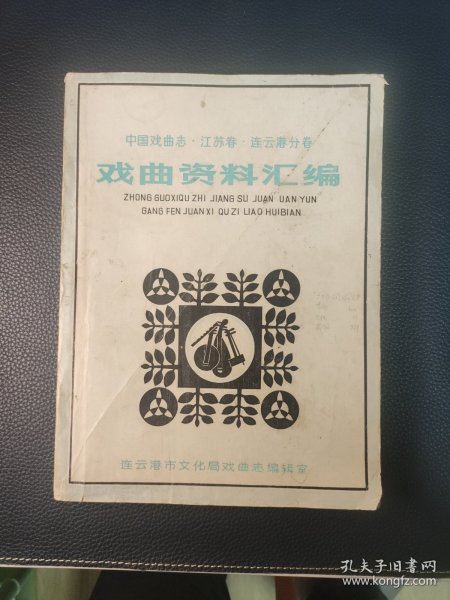 中国戏曲志·江苏卷·连云港分卷
戏曲资料汇编
ZHONG GUOXIQU ZHI JIANG SU JUAN UAN YUN
GANG FEN JUAN XI QU ZI LIAO HUIBIAN
连云港市文化局戏曲志编辑室
孔夫子旧书网
www.kongfz.com